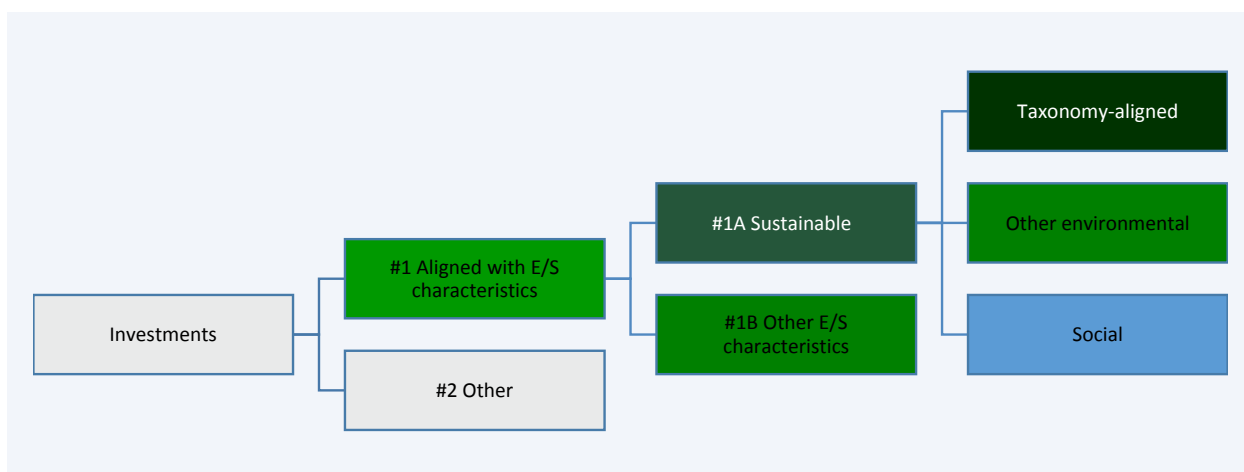 Investments
#1 Aligned with E/S
characteristics
#2 Other
#1A Sustainable
#1B Other E/S
characteristics
Taxonomy-aligned
Other environmental
Social